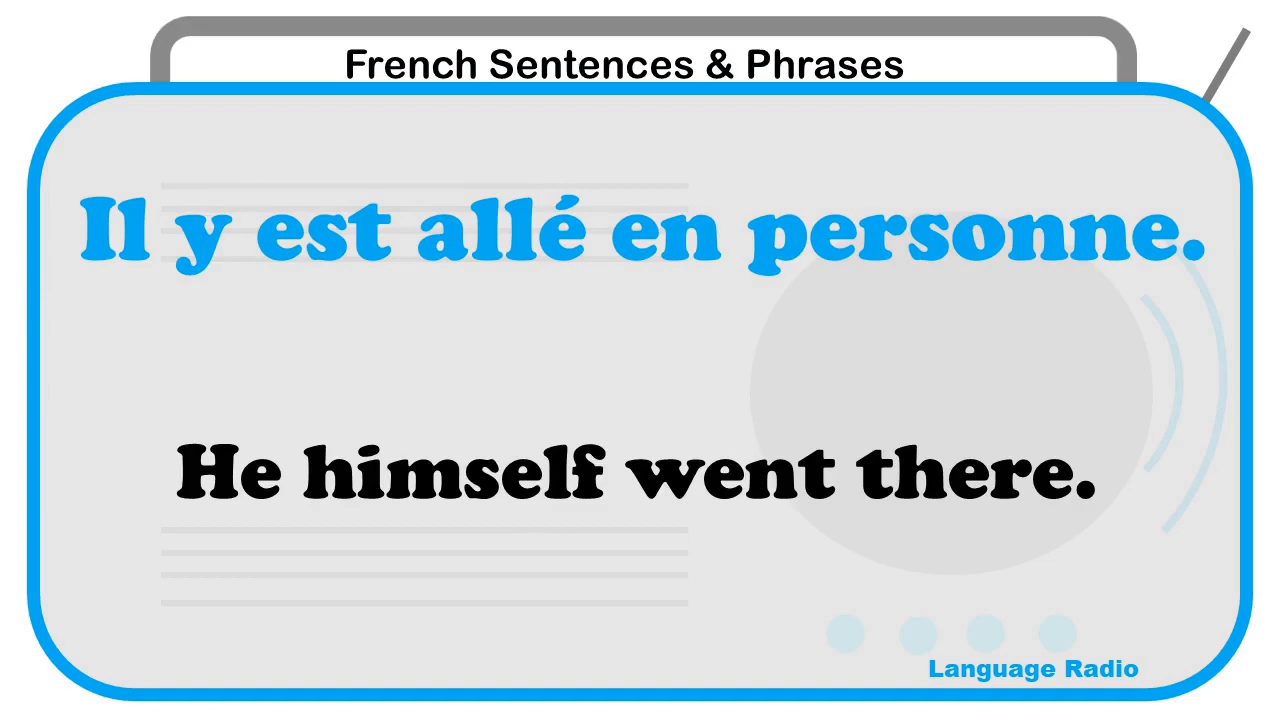 French Sentences & Phrases
Il y est allé en personne.
He himself went there.
Language Radio